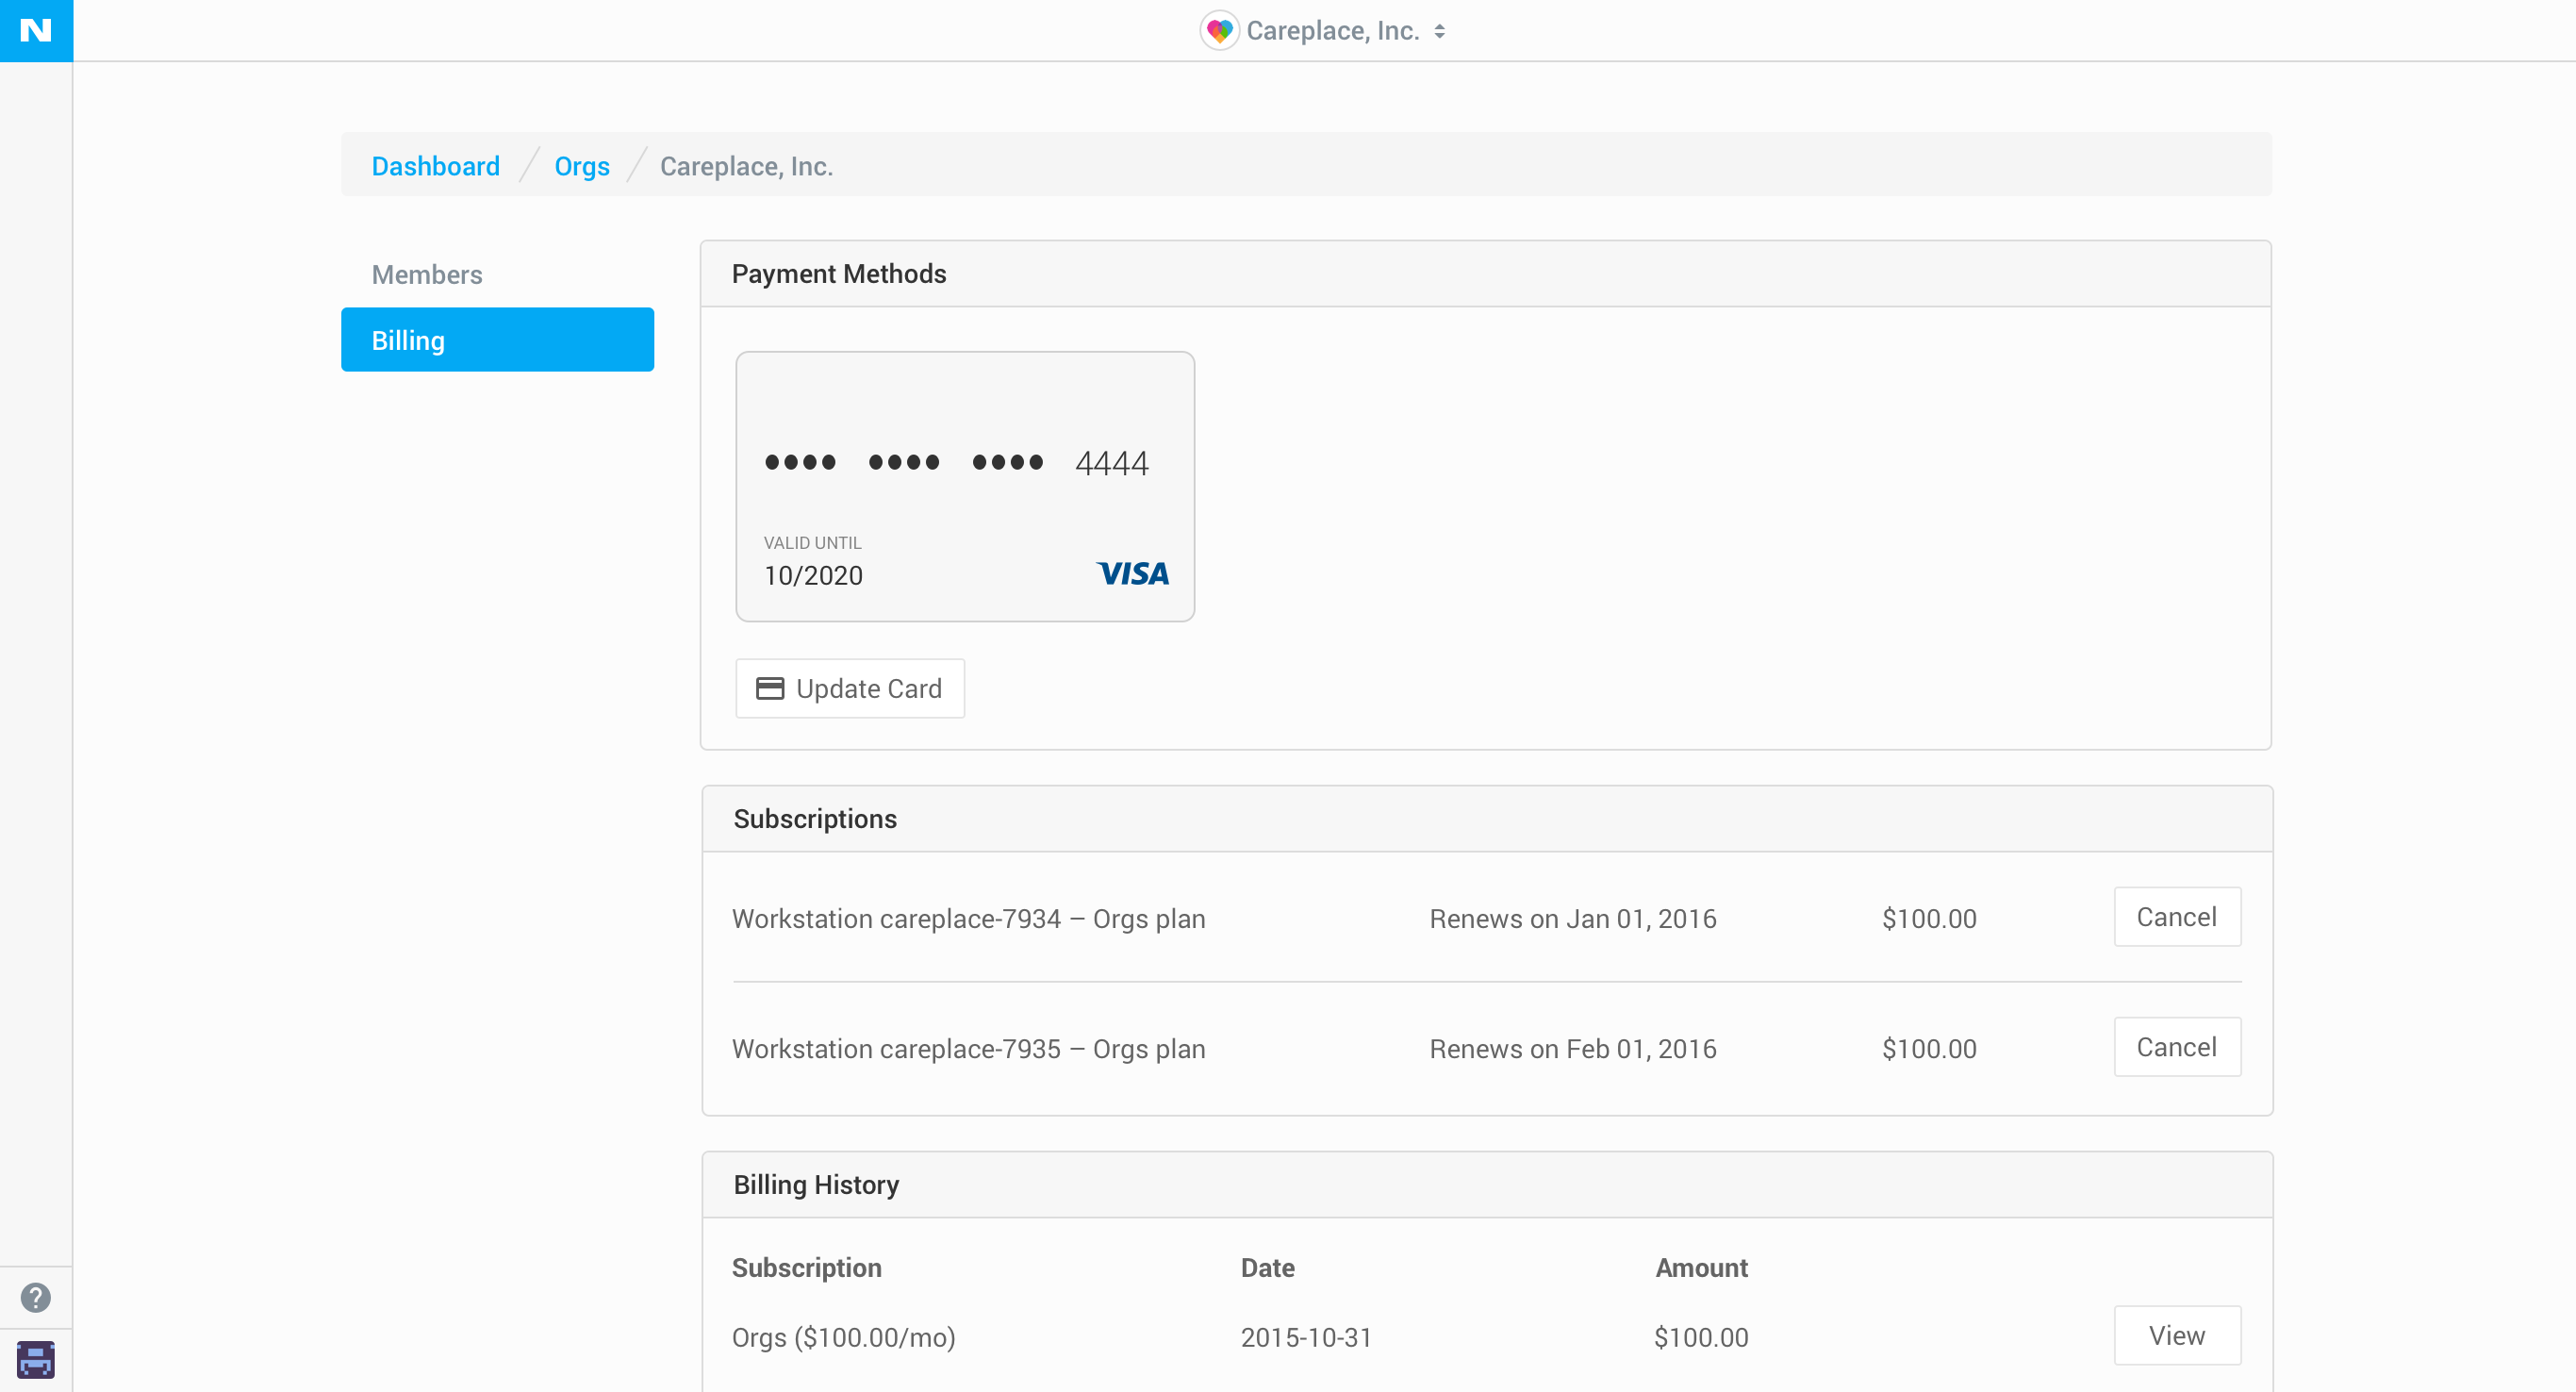 N
Careplace, Inc.
Dashboard / Orgs / Careplace, Inc.
Members
Billing
Payment Methods
•••• •••• •••• 4444
VALID UNTIL
10/2020
VISA
Update Card
Subscriptions
Workstation careplace-7934 – Orgs plan Renews on Jan 01, 2016 $100.00 Cancel
Workstation careplace-7935 – Orgs plan Renews on Feb 01, 2016 $100.00 Cancel
Billing History
Subscription Date Amount
Orgs ($100.00/mo) 2015-10-31 $100.00 View
?